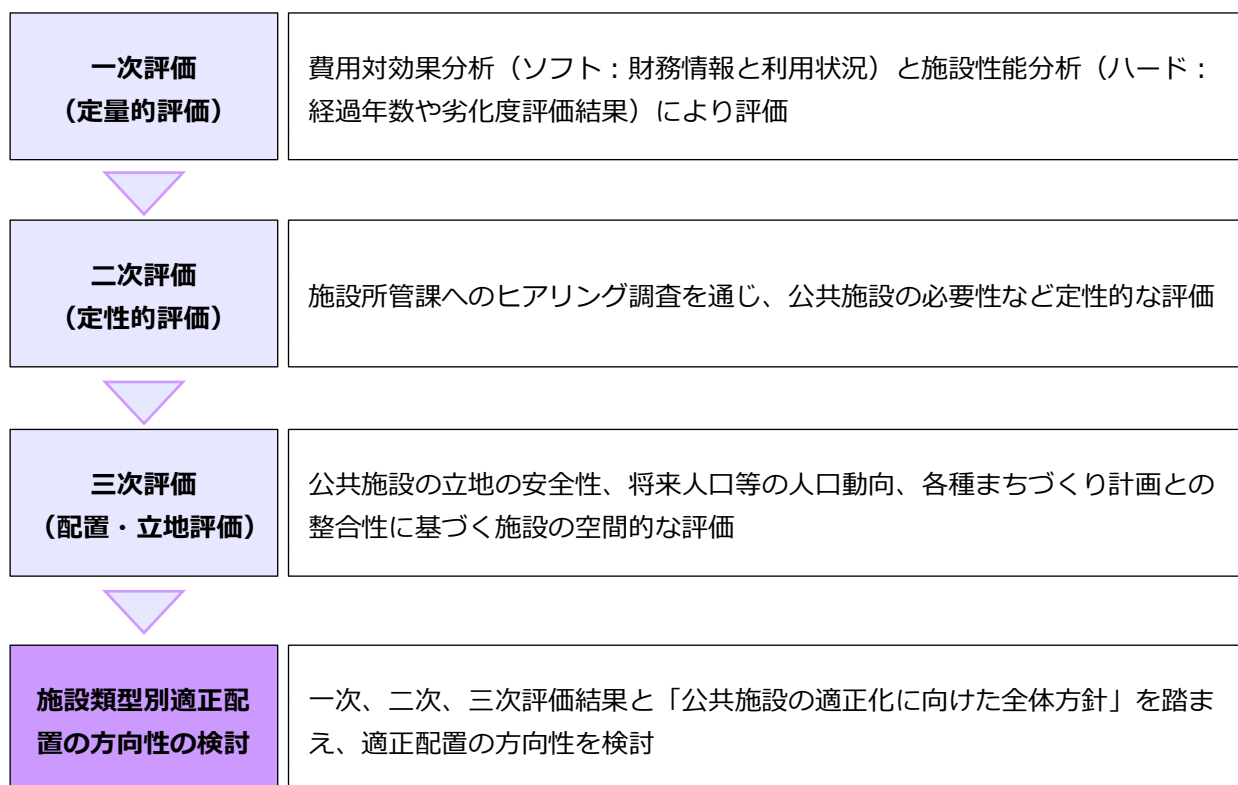 一次評価
（定量的評価）
費用対効果分析（ソフト：財務情報と利用状況）と施設性能分析（ハード：
経過年数や劣化度評価結果）により評価
二次評価
（定性的評価）
施設所管課へのヒアリング調査を通じ、公共施設の必要性など定性的な評価
三次評価
（配置・立地評価）
公共施設の立地の安全性、将来人口等の人口動向、各種まちづくり計画との
整合性に基づく施設の空間的な評価
施設類型別適正配
置の方向性の検討
一次、二次、三次評価結果と「公共施設の適正化に向けた全体方針」を踏ま
え、適正配置の方向性を検討